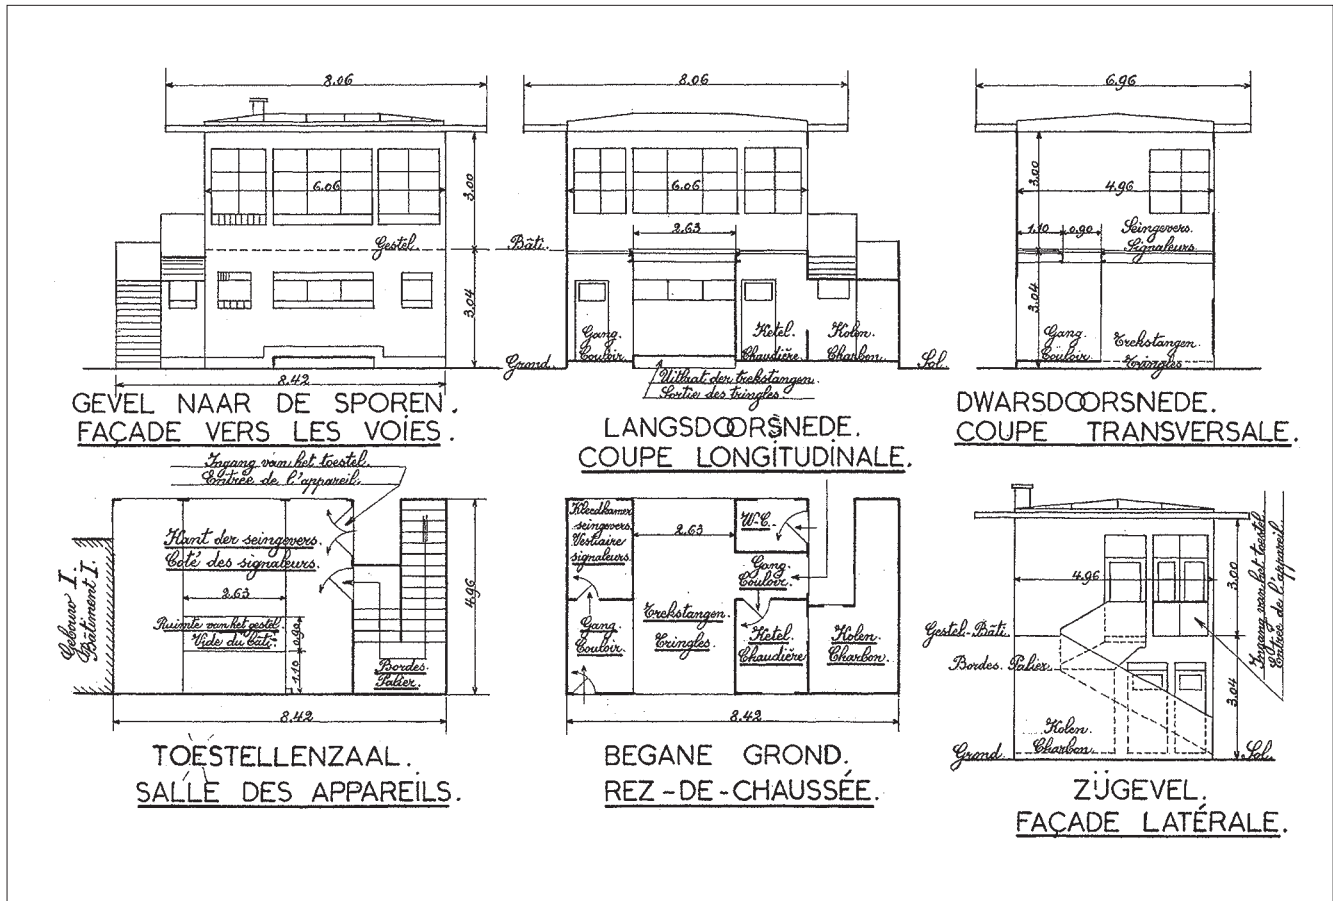 8.06
6.06
3.00
Gestel.
3.04
8.42
GEVEL NAAR DE SPOREN.
FAÇADE VERS LES VOIES.
8.06
6.06
2.63
Bâti.
Gang.
Couloir.
Ketel.
Chaudière.
Kolen.
Charbon.
Grond.
Sol.
Uitlrat der trekstangen.
Sortie des tringles.
LANGSDOORSNEDE.
COUPE LONGITUDINALE.
6.96
3.00
4.96
1.10
0.90
Seingevers.
Signaleurs.
3.04
Gang.
Couloir.
Trekstangen.
Tringles
DWARSDOORSNEDE.
COUPE TRANSVERSALE.
Ingang van het toestel.
Entrée de l'appareil.
Kant der seingevers.
Coté des signaleurs.
2.63
Ruimte van het gestel.
Vide du bâti.
0.90
1.10
4.96
Gebouw I.
Bâtiment I.
Bordes.
Palier.
8.42
TOESTELLENZAAL.
SALLE DES APPAREILS.
Kleedkamer
seingevers.
Vestiaire
signaleurs.
2.63
W-C.
Gang.
Couloir.
Gang.
Couloir.
Trekstangen.
Tringles.
Ketel.
Chaudière
Kolen.
Charbon.
8.42
BEGANE GROND.
REZ-DE-CHAUSSÉE.
4.96
3.00
Ingang van het toestel.
Entrée de l'appareil.
Gestel-Bâti.
Bordes. Palier.
3.04
Kolen.
Charbon.
Grond.
Sol.
ZIJGEVEL.
FAÇADE LATÉRALE.